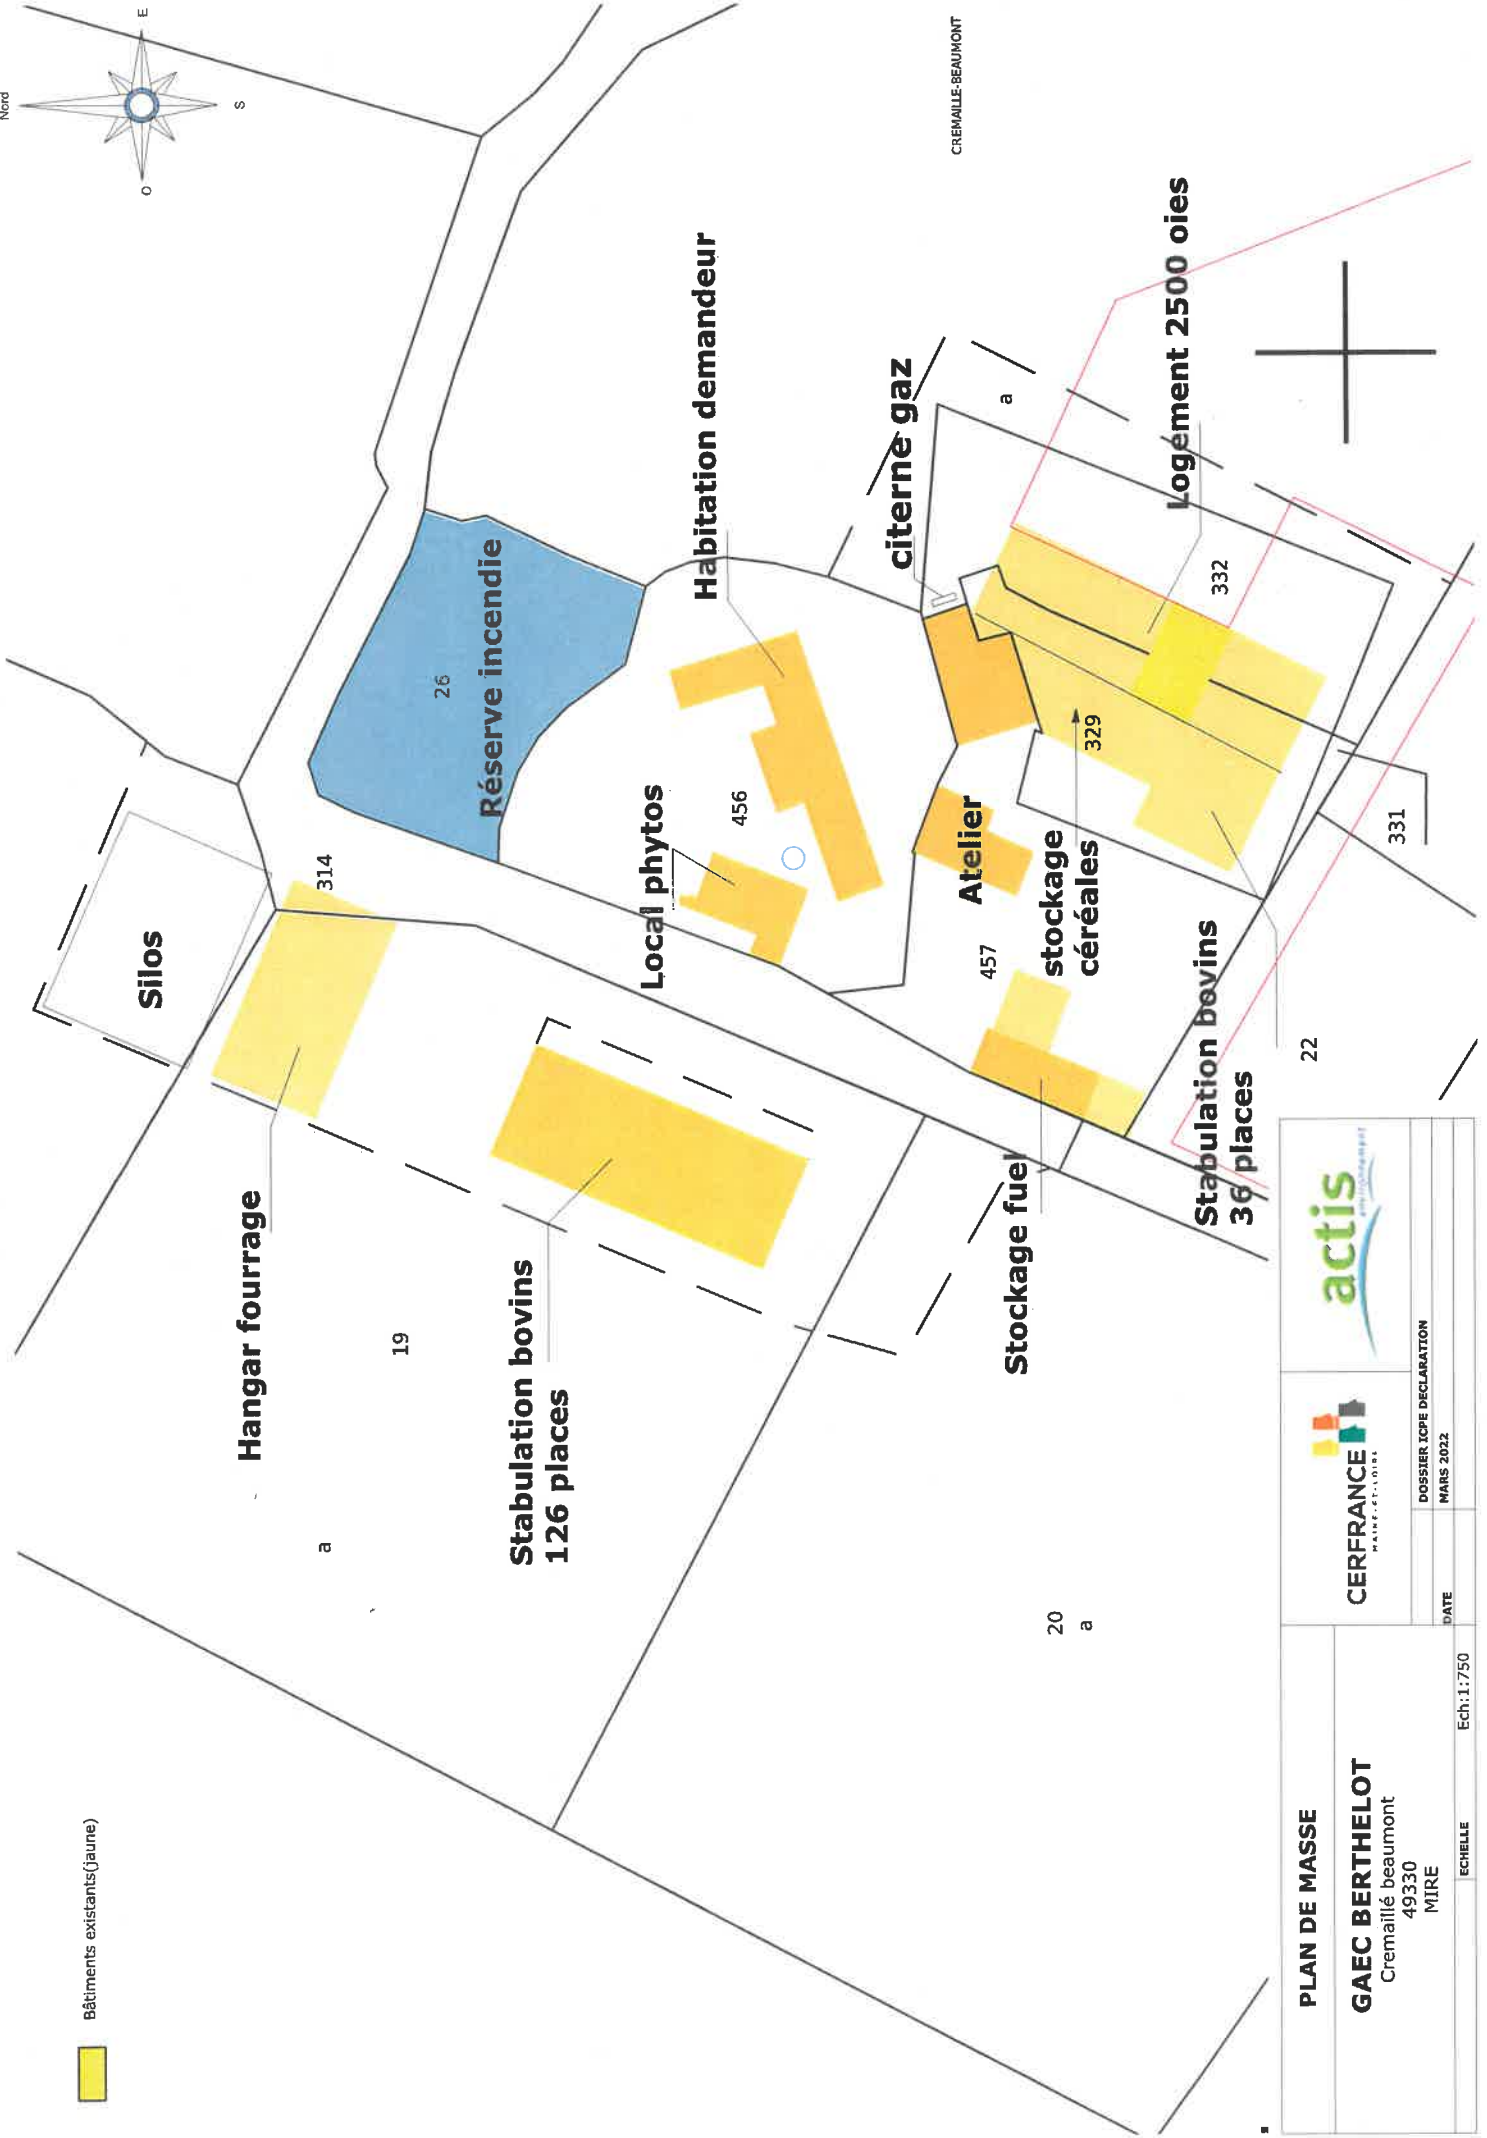 Bâtiments existants(jaune)
Nord
E
S
O
CREMAILLE-BEAUMONT
Silos
314
Hangar fourrage
26
Réserve incendie
19
a
Stabulation bovins
126 places
Local phytos
456
Habitation demandeur
citerne gaz
a
Atelier
457
stockage
céréales
329
332
Logement 2500 oies
Stockage fuel
Stabulation bovins
36 places
22
331
20
a
PLAN DE MASSE
GAEC BERTHELOT
Cremaillé beaumont
49330
MIRE
ECHELLE
Ech:1:750
CERFRANCE
MAINE-ET-LOIRE
actis
environnement
DOSSIER ICPE DECLARATION
DATE
MARS 2022